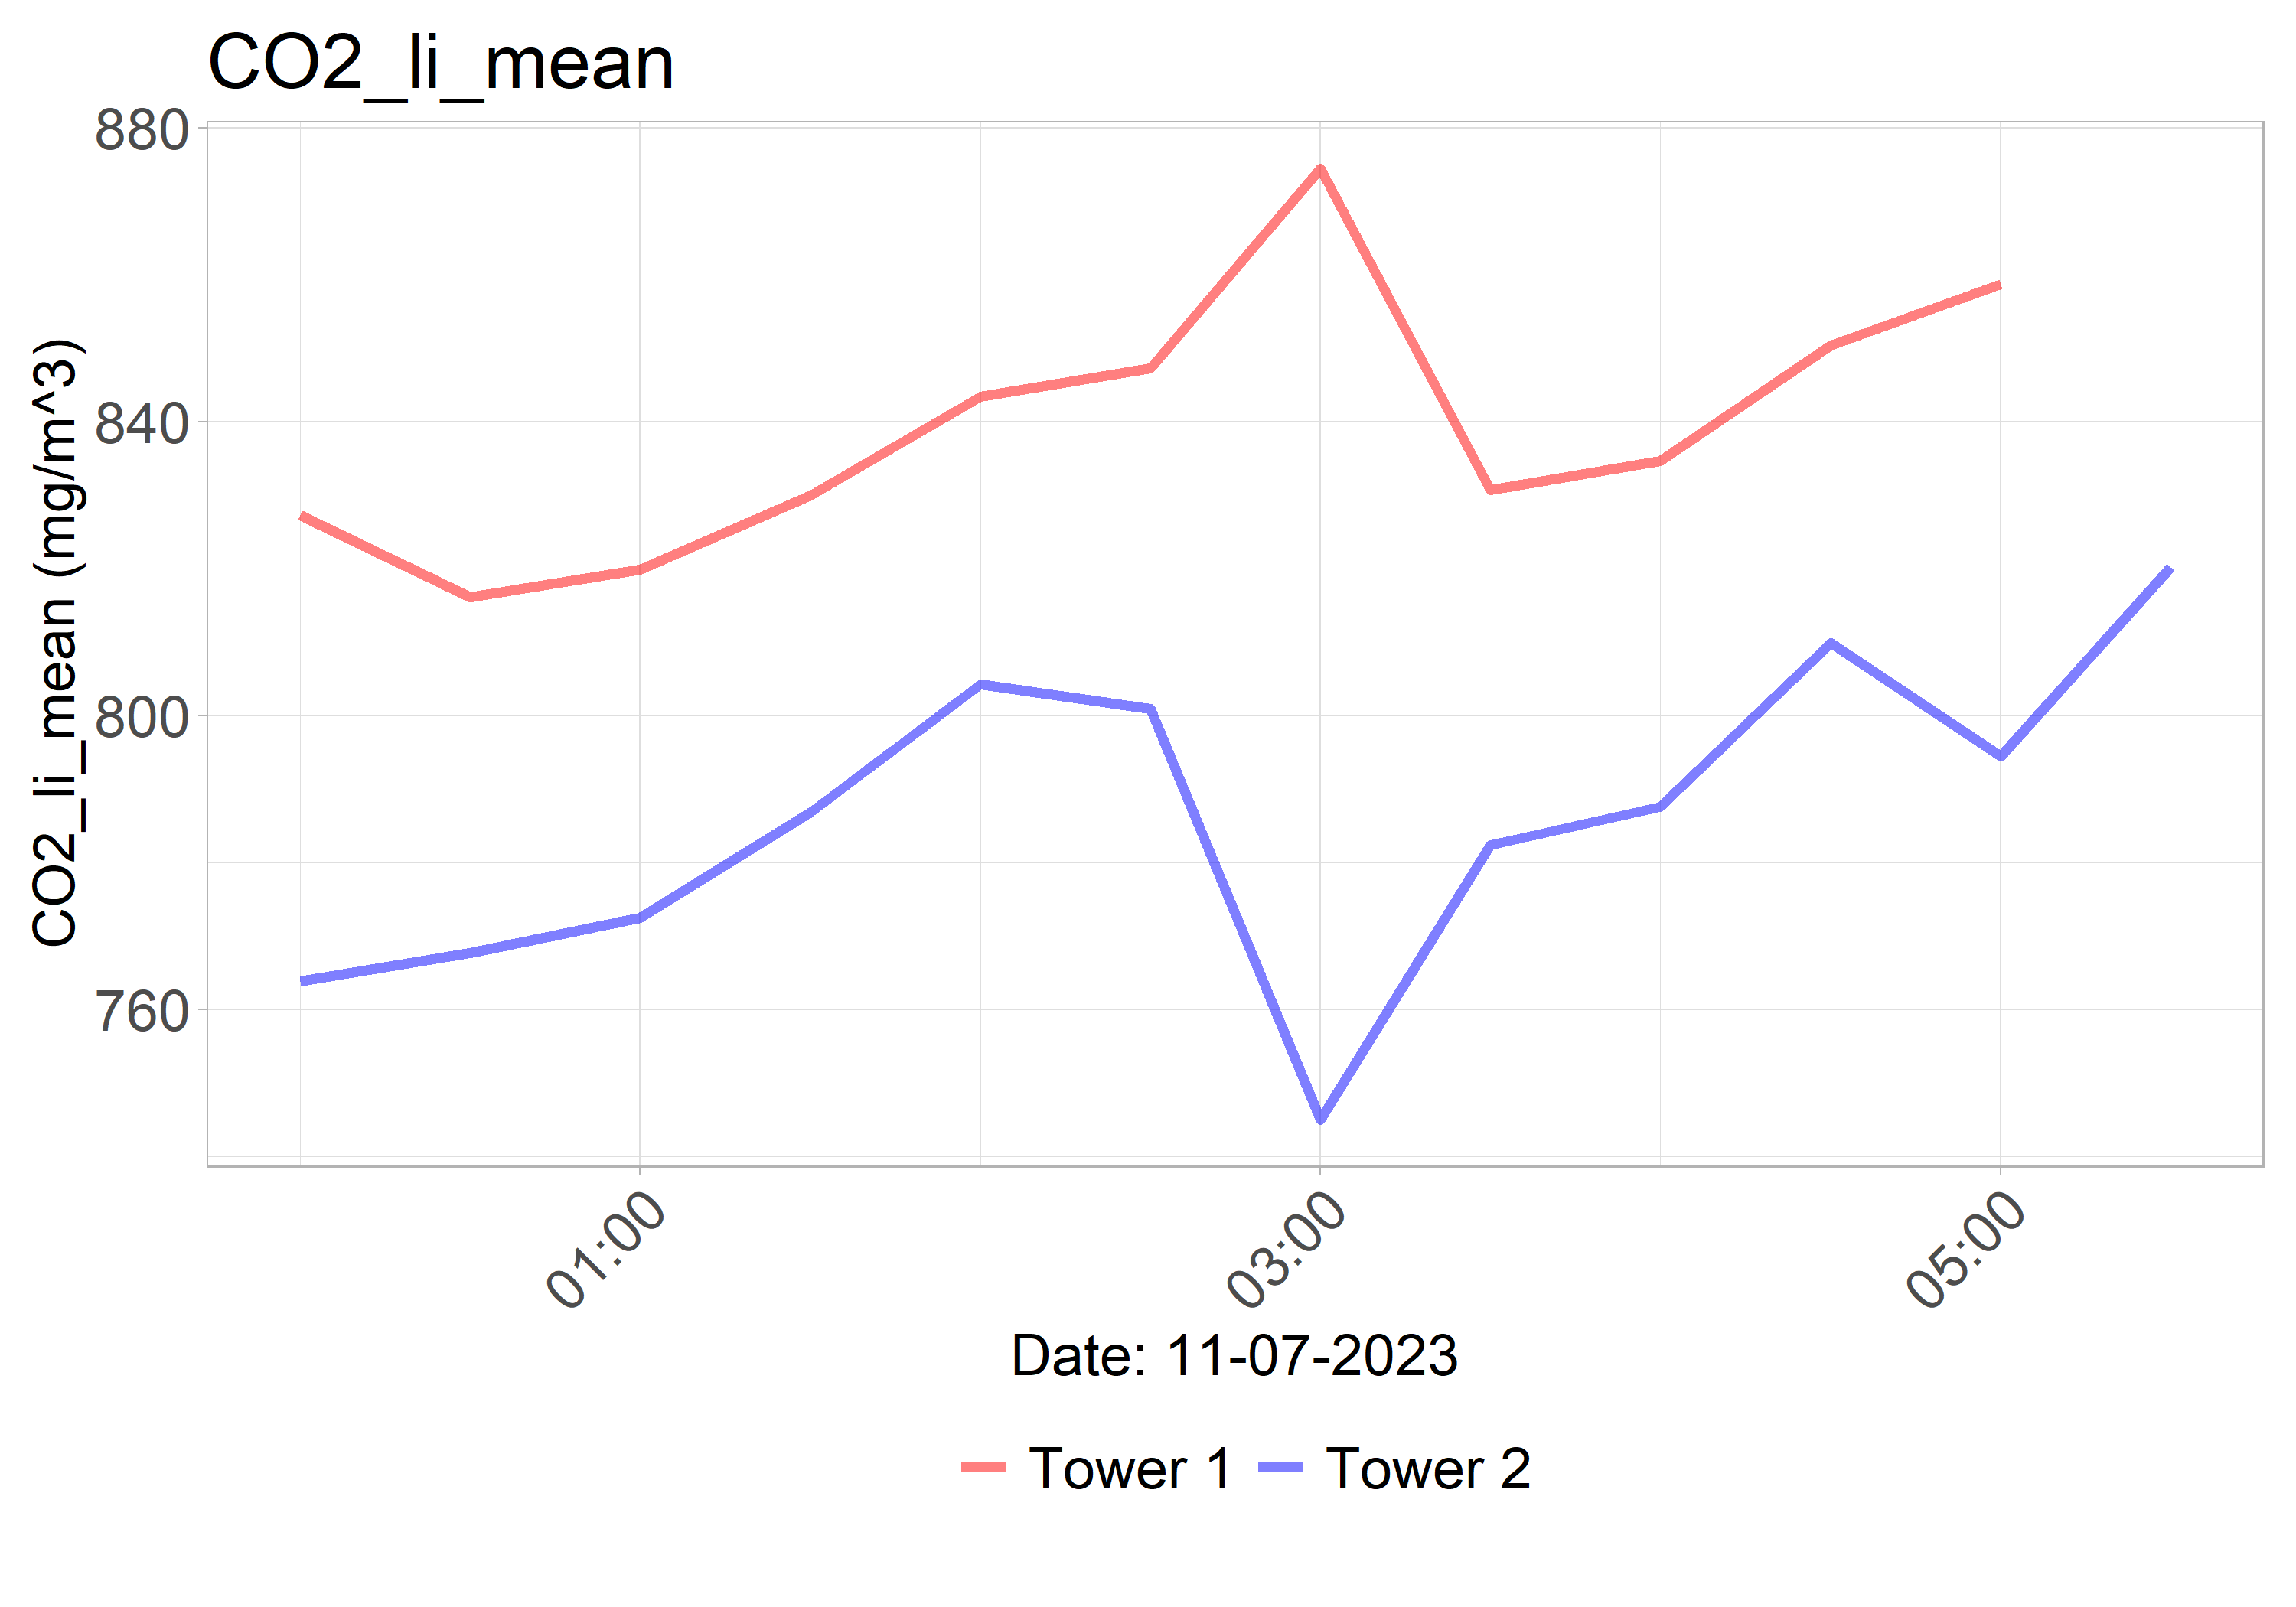 CO2_li_mean
CO2_li_mean (mg/m^3)
880
840
800
760
01:00
03:00
05:00
Date: 11-07-2023
Tower 1
Tower 2